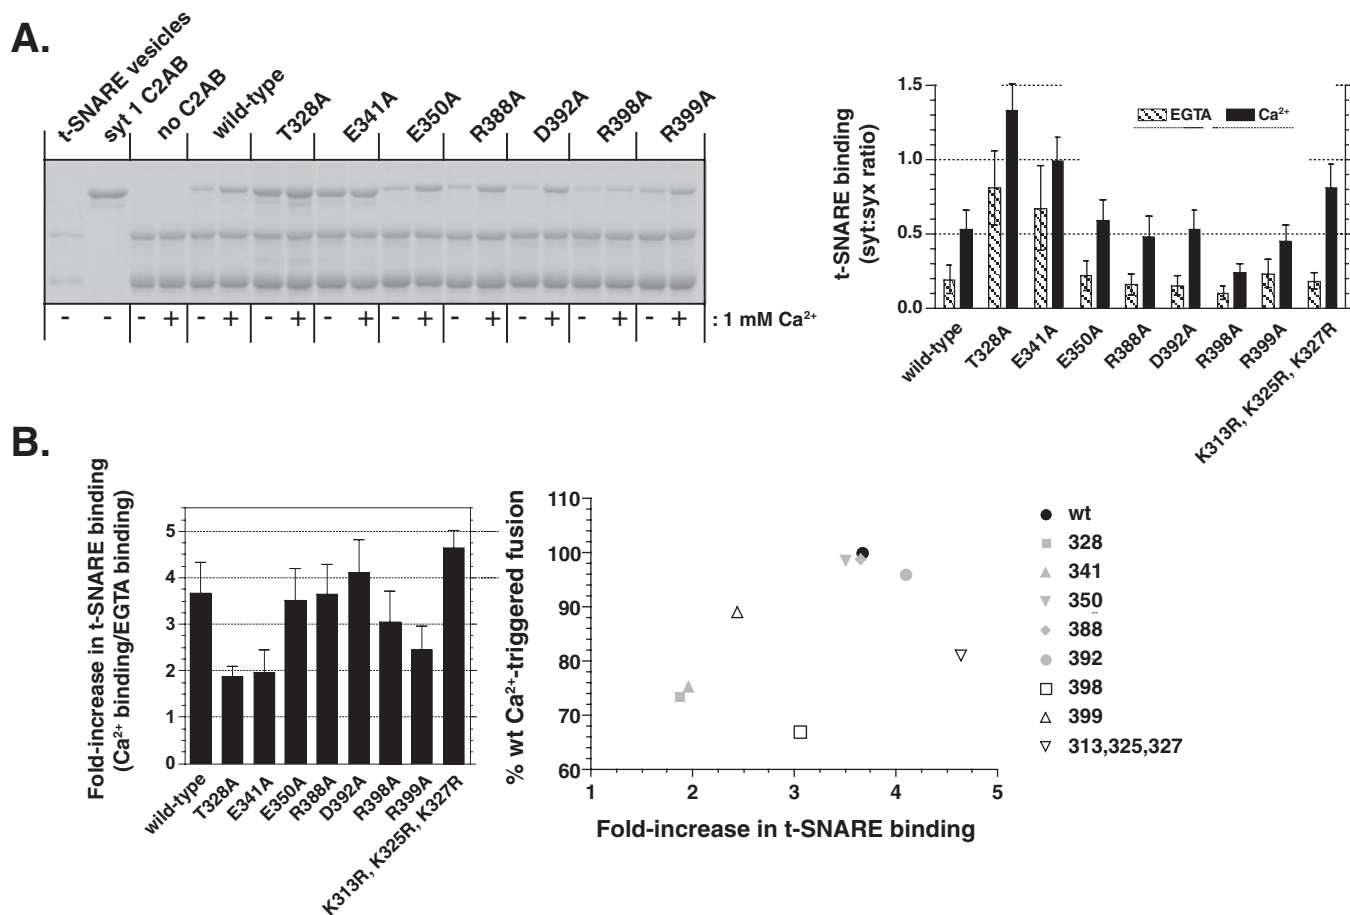 A.
t-SNARE vesicles
syt 1 C2AB
no C2AB
wild-type
T328A
E341A
E350A
R388A
D392A
R398A
R399A
- - - + - + - + - + - + - + - + - + - +
: 1 mM Ca²⁺
t-SNARE binding
(syt:syx ratio)
1.5
1.0
0.5
0.0
EGTA
Ca²⁺
wild-type
T328A
E341A
E350A
R388A
D392A
R398A
R399A
K313R, K325R, K327R
B.
Fold-increase in t-SNARE binding
(Ca²⁺ binding/EGTA binding)
5
4
3
2
1
0
wild-type
T328A
E341A
E350A
R388A
D392A
R398A
R399A
K313R, K325R, K327R
% wt Ca²⁺-triggered fusion
110
100
90
80
70
60
1 2 3 4 5
Fold-increase in t-SNARE binding
wt
328
341
350
388
392
398
399
313,325,327